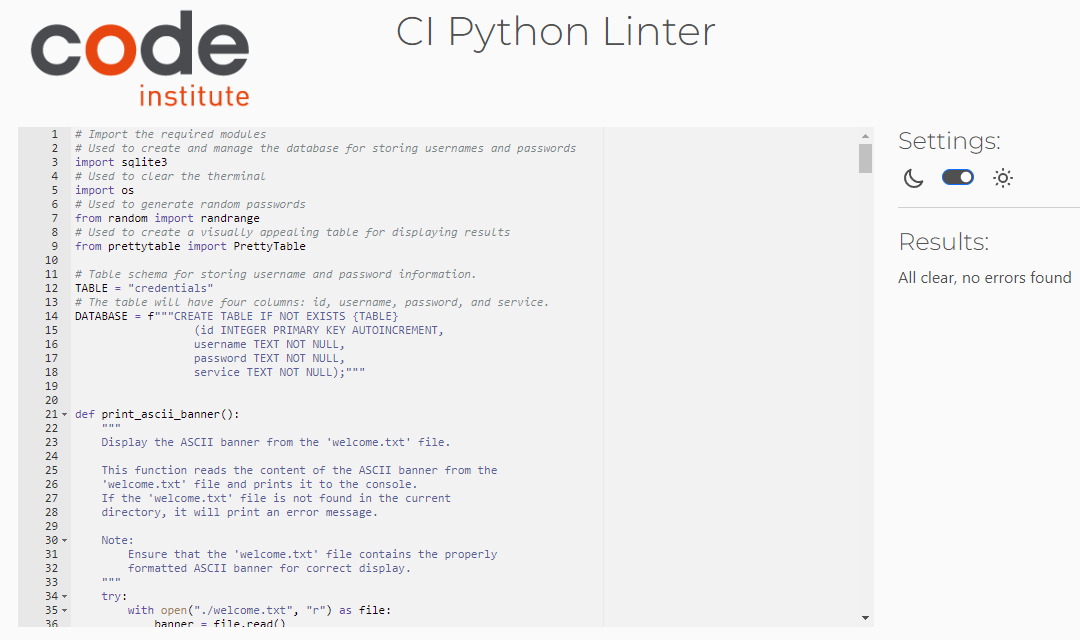 code
institute
CI Python Linter
1 # Import the required modules
2 # Used to create and manage the database for storing usernames and passwords
3 import sqlite3
4 # Used to clear the therminal
5 import os
6 # Used to generate random passwords
7 from random import randrange
8 # Used to create a visually appealing table for displaying results
9 from prettytable import PrettyTable
10
11 # Table schema for storing username and password information.
12 TABLE = "credentials"
13 # The table will have four columns: id, username, password, and service.
14 DATABASE = f"""CREATE TABLE IF NOT EXISTS {TABLE}
15 (id INTEGER PRIMARY KEY AUTOINCREMENT,
16 username TEXT NOT NULL,
17 password TEXT NOT NULL,
18 service TEXT NOT NULL);"""
19
20
21 def print_ascii_banner():
22 """
23 Display the ASCII banner from the 'welcome.txt' file.
24
25 This function reads the content of the ASCII banner from the
26 'welcome.txt' file and prints it to the console.
27 If the 'welcome.txt' file is not found in the current
28 directory, it will print an error message.
29
30 Note:
31 Ensure that the 'welcome.txt' file contains the properly
32 formatted ASCII banner for correct display.
33 """
34 try:
35 with open("./welcome.txt", "r") as file:
36 banner = file.read()
Settings:
Results:
All clear, no errors found